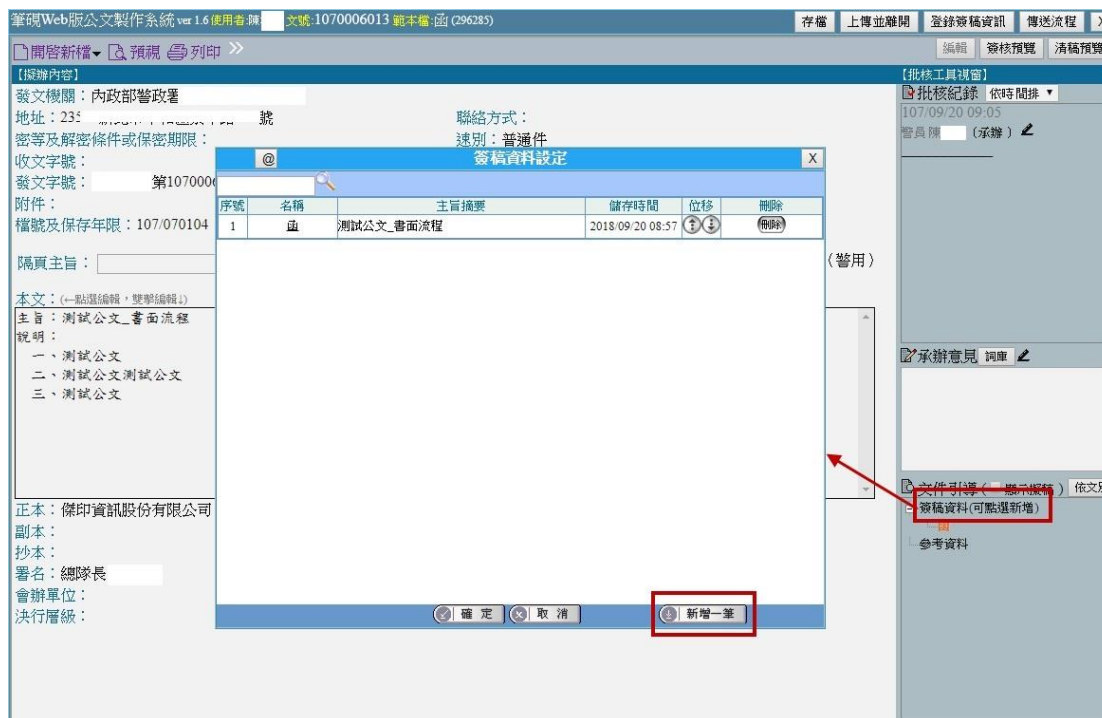 筆硯Web版公文製作系統 ver 1.6 使用者:陳 文號:1070006013 範本檔:函 (296285)
存檔 上傳並離開 登錄簽稿資訊 傳送流程
開啓新檔 預視 列印
編輯 簽核預覽 清稿預覽
【擬辦內容】
【批核工具視窗】
發文機關：內政部警政署
批核紀錄 依時間排
地址：235 號
聯絡方式：
107/09/20 09:05
密等及解密條件或保密期限：
速別：普通件
警員陳 (承辦)
收文字號：
@ 簽稿資料設定 X
發文字號： 第1070006
附件：
序號 名稱 主旨摘要 儲存時間 位移 刪除
檔號及保存年限：107/070104
1 函 測試公文_書面流程 2018/09/20 08:57 刪除
隔頁主旨：
(警用)
本文：(←點選編輯，雙擊編輯↓)
主旨：測試公文_書面流程
說明：
一、測試公文
二、測試公文測試公文
三、測試公文
承辦意見 詞庫
文件引導( 顯示擬稿 ) 依文別
正本：傑印資訊股份有限公司
簽稿資料(可點選新增)
函
副本：
參考資料
抄本：
署名：總隊長
會辦單位：
決行層級：
確 定 取 消 新增一筆